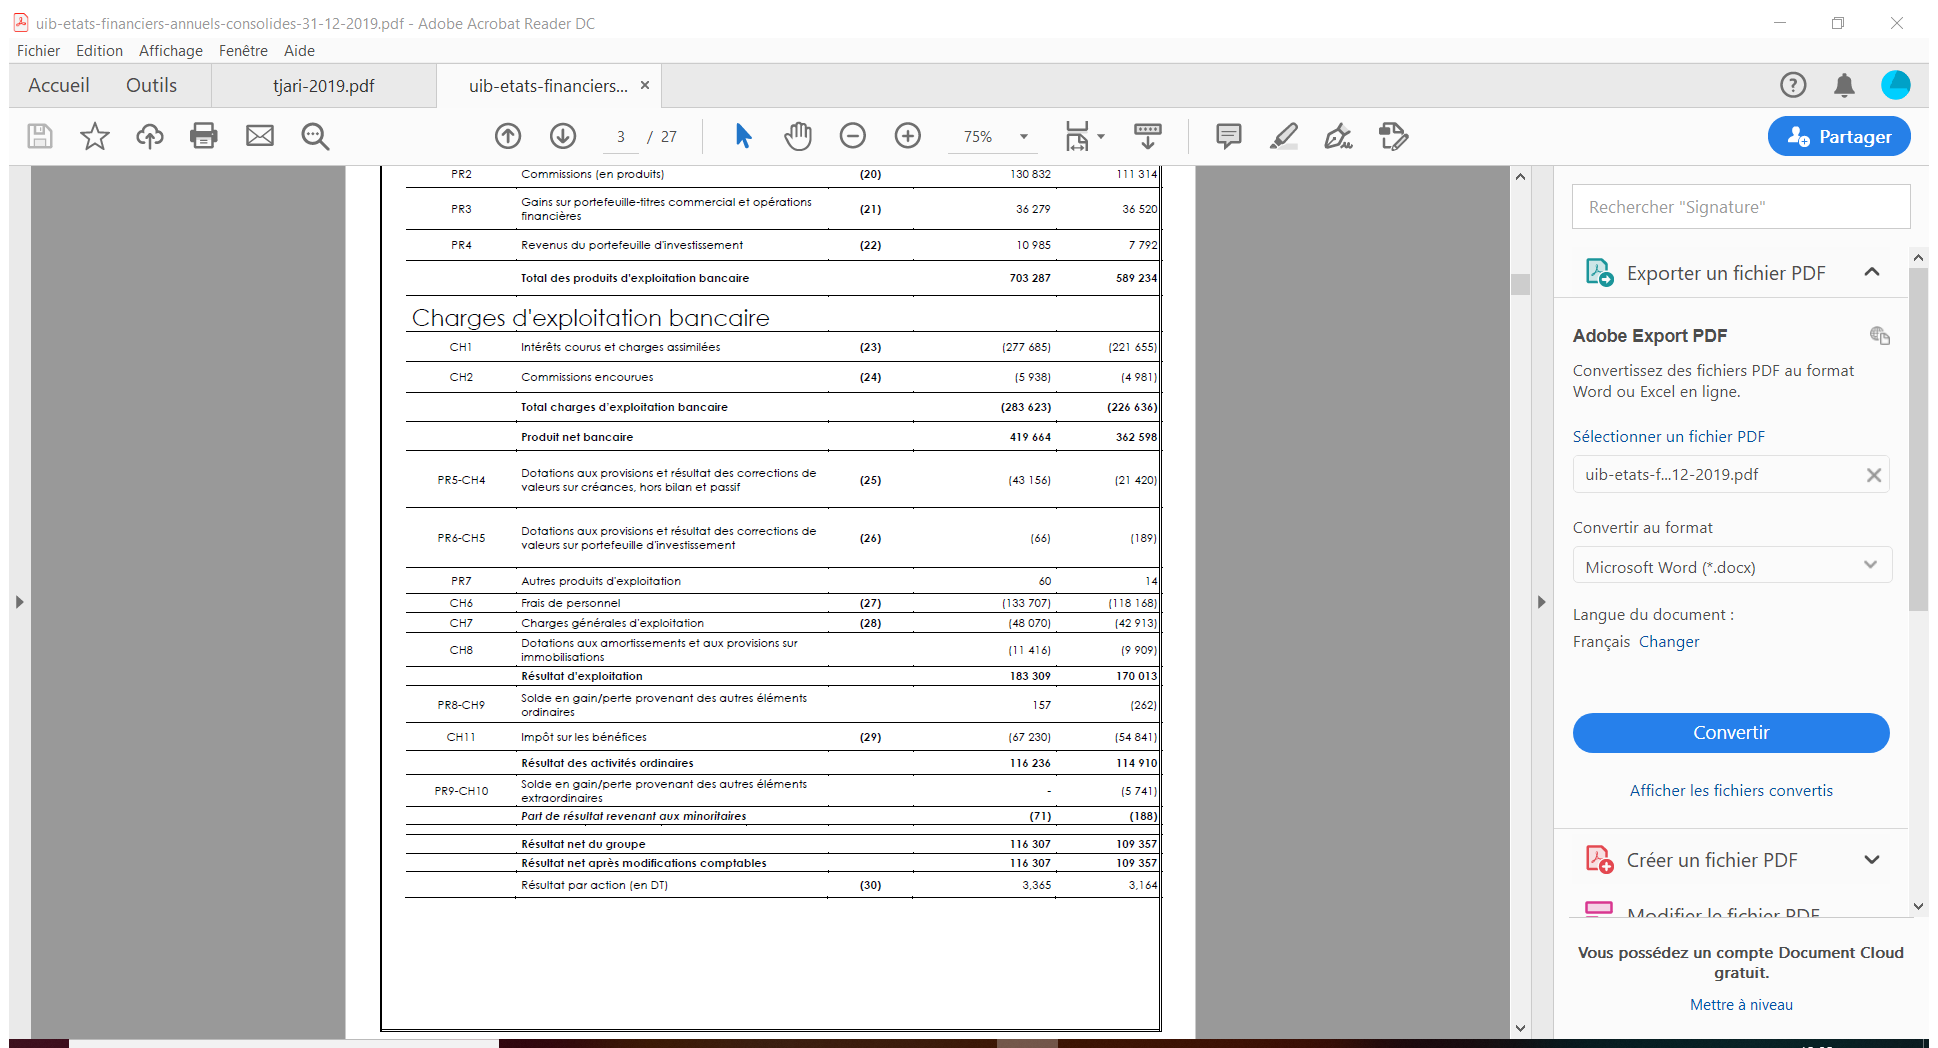 uib-etats-financiers-annuels-consolides-31-12-2019.pdf - Adobe Acrobat Reader DC
Fichier Edition Affichage Fenêtre Aide
Accueil Outils tjari-2019.pdf uib-etats-financiers... ×
3 / 27 75% Partager
PR2 Commissions (en produits) (20) 130 832 111 314
PR3 Gains sur portefeuille-titres commercial et opérations
financières (21) 36 279 36 520
PR4 Revenus du portefeuille d'investissement (22) 10 985 7 792
Total des produits d'exploitation bancaire 703 287 589 234
Charges d'exploitation bancaire
CH1 Intérêts courus et charges assimilées (23) (277 685) (221 655)
CH2 Commissions encourues (24) (5 938) (4 981)
Total charges d'exploitation bancaire (283 623) (226 636)
Produit net bancaire 419 664 362 598
PR5-CH4 Dotations aux provisions et résultat des corrections de
valeurs sur créances, hors bilan et passif (25) (43 156) (21 420)
PR6-CH5 Dotations aux provisions et résultat des corrections de
valeurs sur portefeuille d'investissement (26) (66) (189)
PR7 Autres produits d'exploitation 60 14
CH6 Frais de personnel (27) (133 707) (118 168)
CH7 Charges générales d'exploitation (28) (48 070) (42 913)
CH8 Dotations aux amortissements et aux provisions sur
immobilisations (11 416) (9 909)
Résultat d'exploitation 183 309 170 013
PR8-CH9 Solde en gain/perte provenant des autres éléments
ordinaires 157 (262)
CH11 Impôt sur les bénéfices (29) (67 230) (54 841)
Résultat des activités ordinaires 116 236 114 910
PR9-CH10 Solde en gain/perte provenant des autres éléments
extraordinaires - (5 741)
Part de résultat revenant aux minoritaires (71) (188)
Résultat net du groupe 116 307 109 357
Résultat net après modifications comptables 116 307 109 357
Résultat par action (en DT) (30) 3,365 3,164
Rechercher "Signature"
Exporter un fichier PDF
Adobe Export PDF
Convertissez des fichiers PDF au format
Word ou Excel en ligne.
Sélectionner un fichier PDF
uib-etats-f...12-2019.pdf
Convertir au format
Microsoft Word (*.docx)
Langue du document :
Français Changer
Convertir
Afficher les fichiers convertis
Créer un fichier PDF
Modifier le fichier PDF
Vous possédez un compte Document Cloud
gratuit.
Mettre à niveau